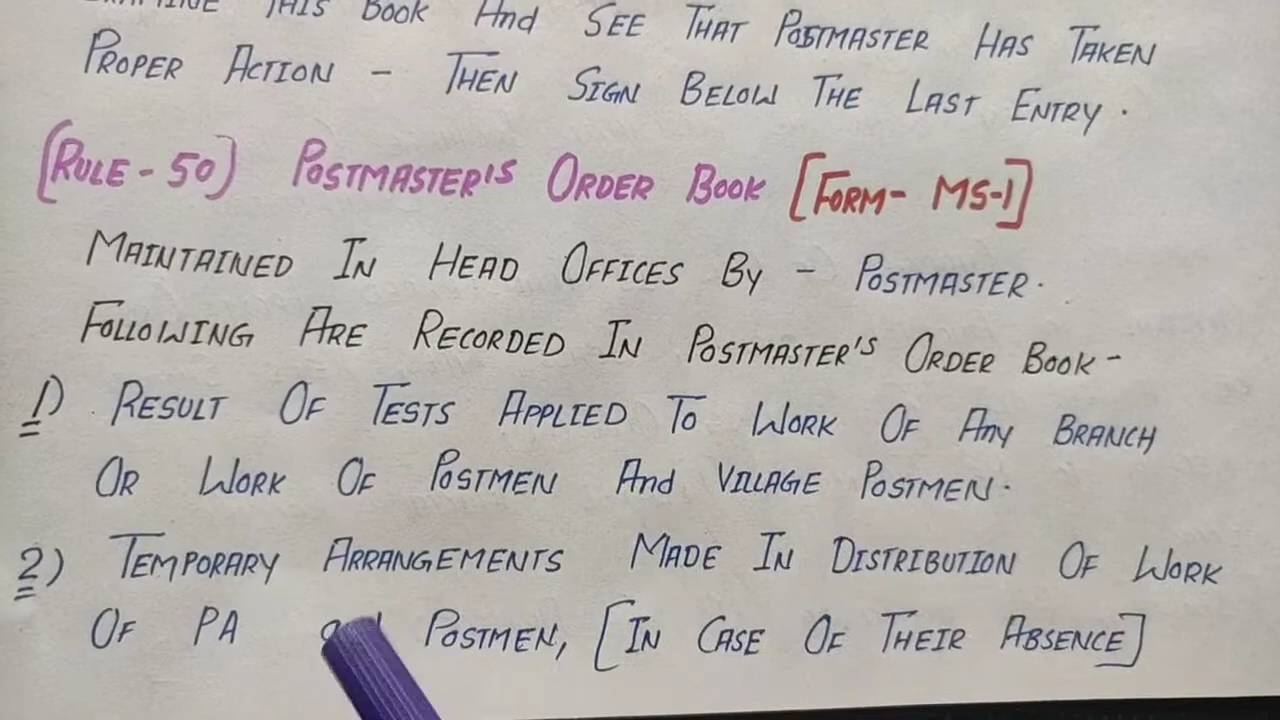 THIS BOOK And SEE THAT POSTMASTER HAS TAKEN
PROPER ACTION - THEN SIGN BELOW THE LAST ENTRY.
(RULE-50) POSTMASTER'S ORDER BOOK [FORM- MS-1]
MAINTAINED IN HEAD OFFICES By - POSTMASTER.
FOLLOWING ARE RECORDED IN POSTMASTER'S ORDER BOOK-
1) RESULT OF TESTS APPLIED TO WORK OF Any BRANCH
OR WORK OF POSTMEN And VILLAGE POSTMEN.
2) TEMPORARY ARRANGEMENTS MADE IN DISTRIBUTION OF WORK
OF PA POSTMEN, [IN CASE OF THEIR ABSENCE]